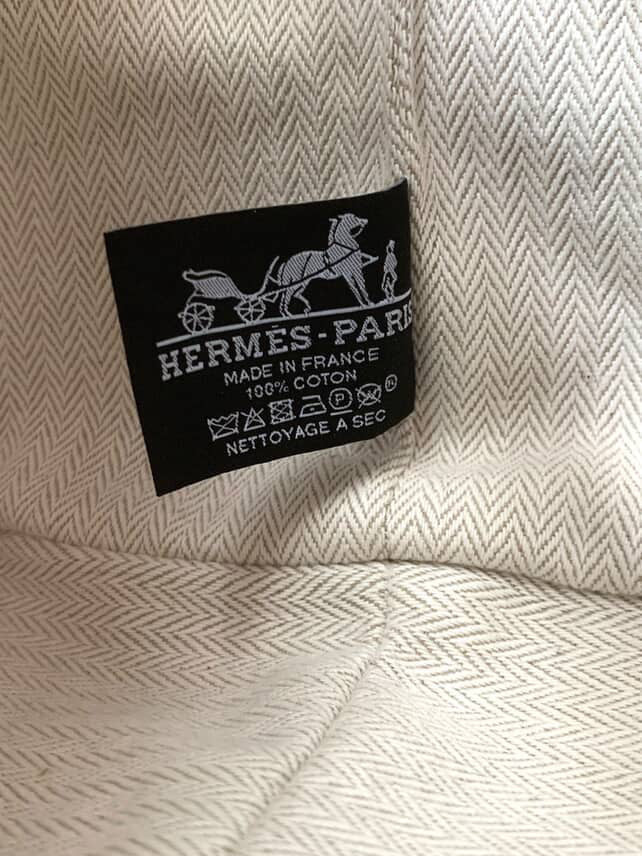 HERMÈS-PARIS
MADE IN FRANCE
100% COTON
P W
NETTOYAGE A SEC